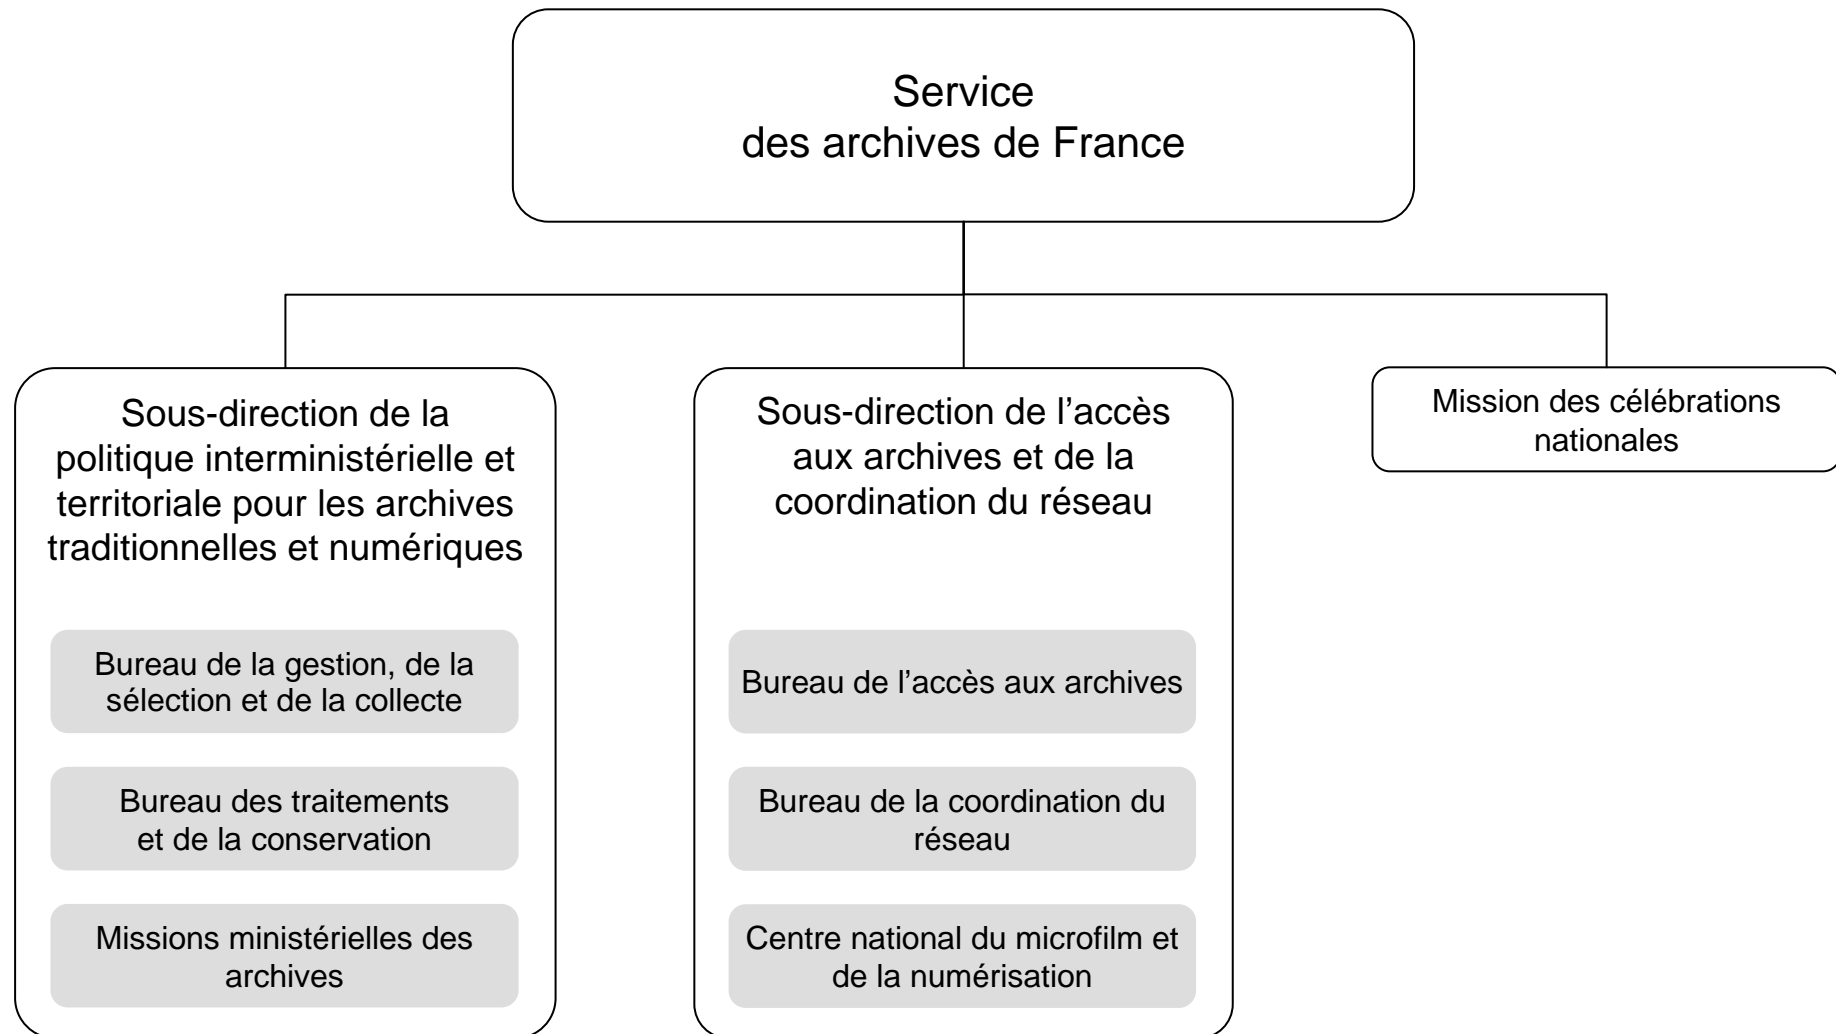 Service
des archives de France
Sous-direction de la
politique interministérielle et
territoriale pour les archives
traditionnelles et numériques
Bureau de la gestion, de la
sélection et de la collecte
Bureau des traitements
et de la conservation
Missions ministérielles des
archives
Sous-direction de l’accès
aux archives et de la
coordination du réseau
Bureau de l’accès aux archives
Bureau de la coordination du
réseau
Centre national du microfilm et
de la numérisation
Mission des célébrations
nationales